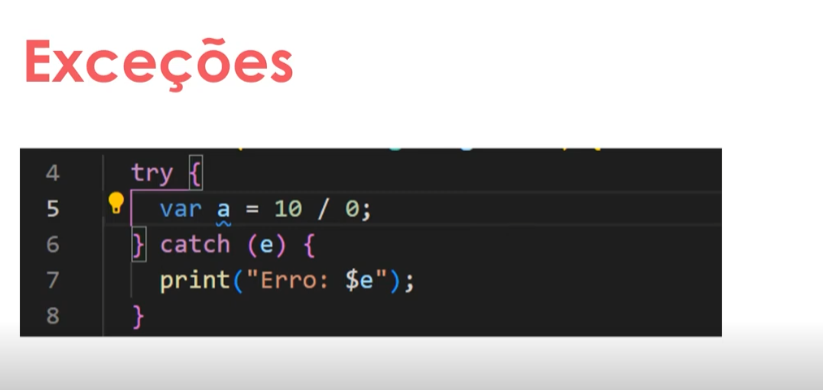 Exceções
4 try {
5 var a = 10 / 0;
6 } catch (e) {
7 print("Erro: $e");
8 }